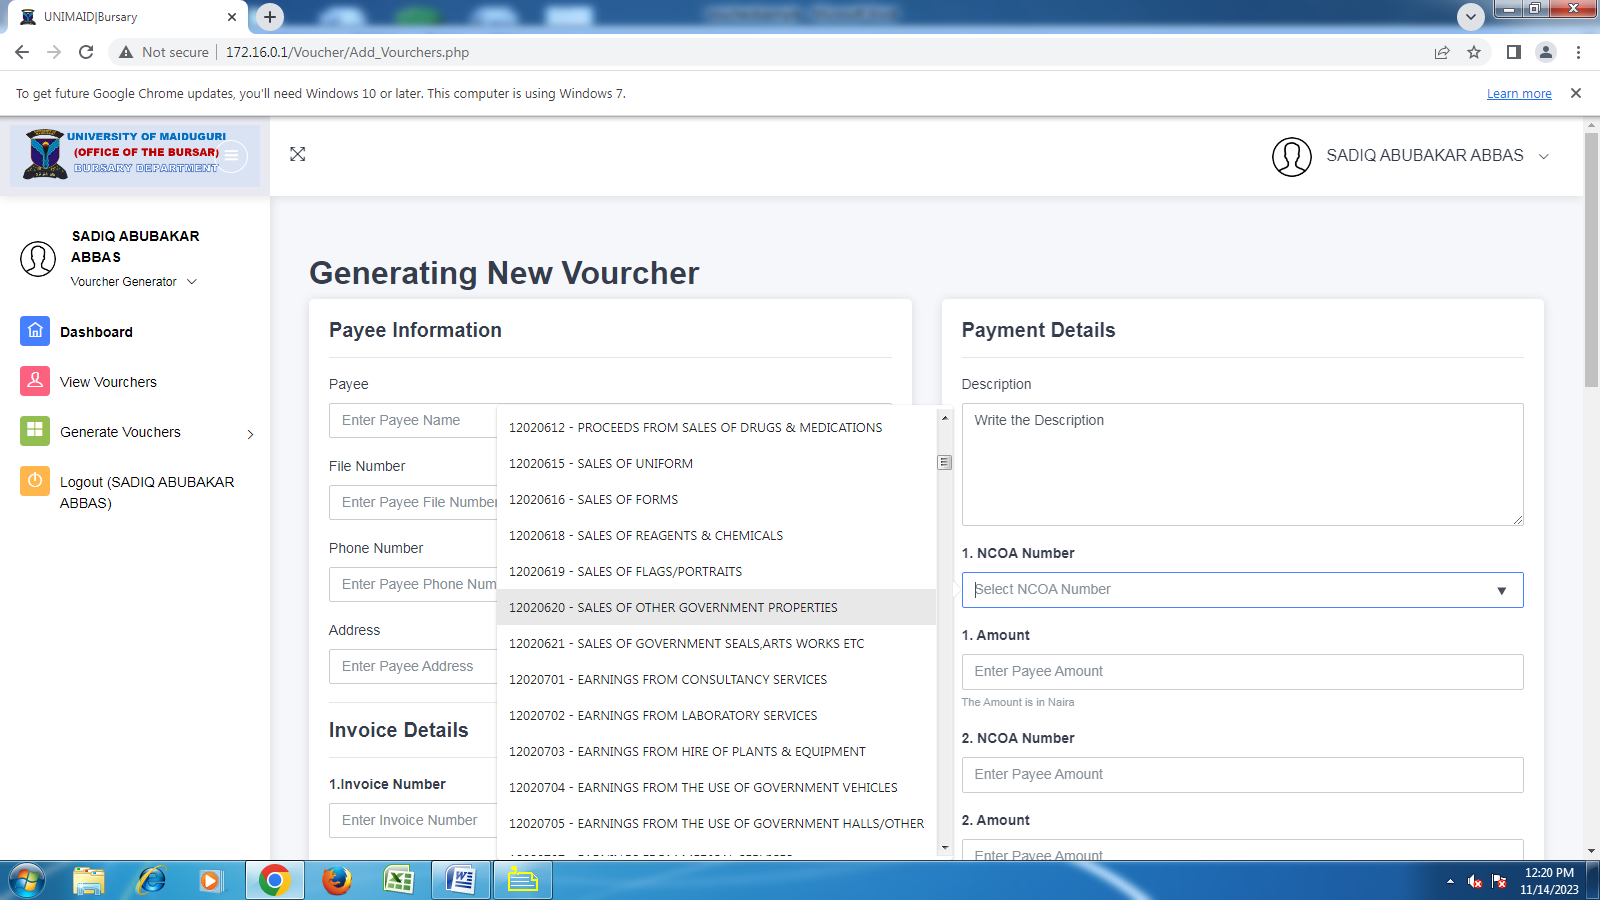 UNIMAID|Bursary
Not secure
172.16.0.1/Voucher/Add_Vourchers.php
To get future Google Chrome updates, you'll need Windows 10 or later. This computer is using Windows 7.
Learn more
UNIVERSITY OF MAIDUGURI
(OFFICE OF THE BURSAR)
BURSARY DEPARTMENT
SADIQ ABUBAKAR ABBAS
SADIQ ABUBAKAR
ABBAS
Vourcher Generator
Dashboard
View Vourchers
Generate Vouchers
Logout (SADIQ ABUBAKAR
ABBAS)
Generating New Vourcher
Payee Information
Payee
Enter Payee Name
File Number
Enter Payee File Number
Phone Number
Enter Payee Phone Num
Address
Enter Payee Address
Invoice Details
1.Invoice Number
Enter Invoice Number
12020612 - PROCEEDS FROM SALES OF DRUGS & MEDICATIONS
12020615 - SALES OF UNIFORM
12020616 - SALES OF FORMS
12020618 - SALES OF REAGENTS & CHEMICALS
12020619 - SALES OF FLAGS/PORTRAITS
12020620 - SALES OF OTHER GOVERNMENT PROPERTIES
12020621 - SALES OF GOVERNMENT SEALS,ARTS WORKS ETC
12020701 - EARNINGS FROM CONSULTANCY SERVICES
12020702 - EARNINGS FROM LABORATORY SERVICES
12020703 - EARNINGS FROM HIRE OF PLANTS & EQUIPMENT
12020704 - EARNINGS FROM THE USE OF GOVERNMENT VEHICLES
12020705 - EARNINGS FROM THE USE OF GOVERNMENT HALLS/OTHER
Payment Details
Description
Write the Description
1. NCOA Number
Select NCOA Number
1. Amount
Enter Payee Amount
The Amount is in Naira
2. NCOA Number
Enter Payee Amount
2. Amount
Enter Payee Amount
12:20 PM
11/14/2023